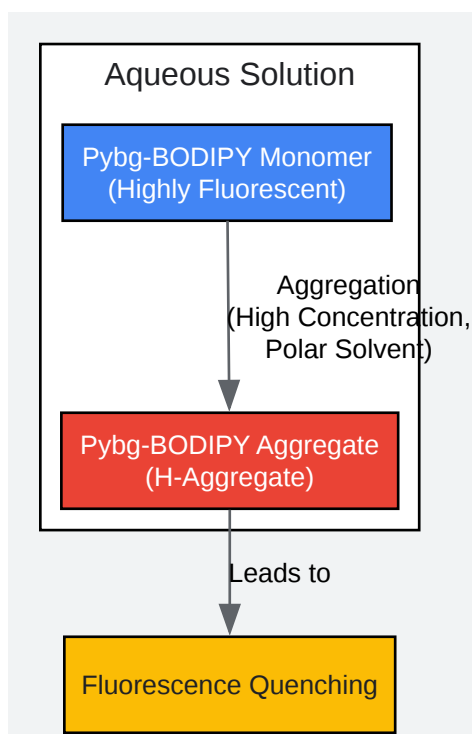 Aqueous Solution
Pybg-BODIPY Monomer
(Highly Fluorescent)
Aggregation
(High Concentration,
Polar Solvent)
Pybg-BODIPY Aggregate
(H-Aggregate)
Leads to
Fluorescence Quenching